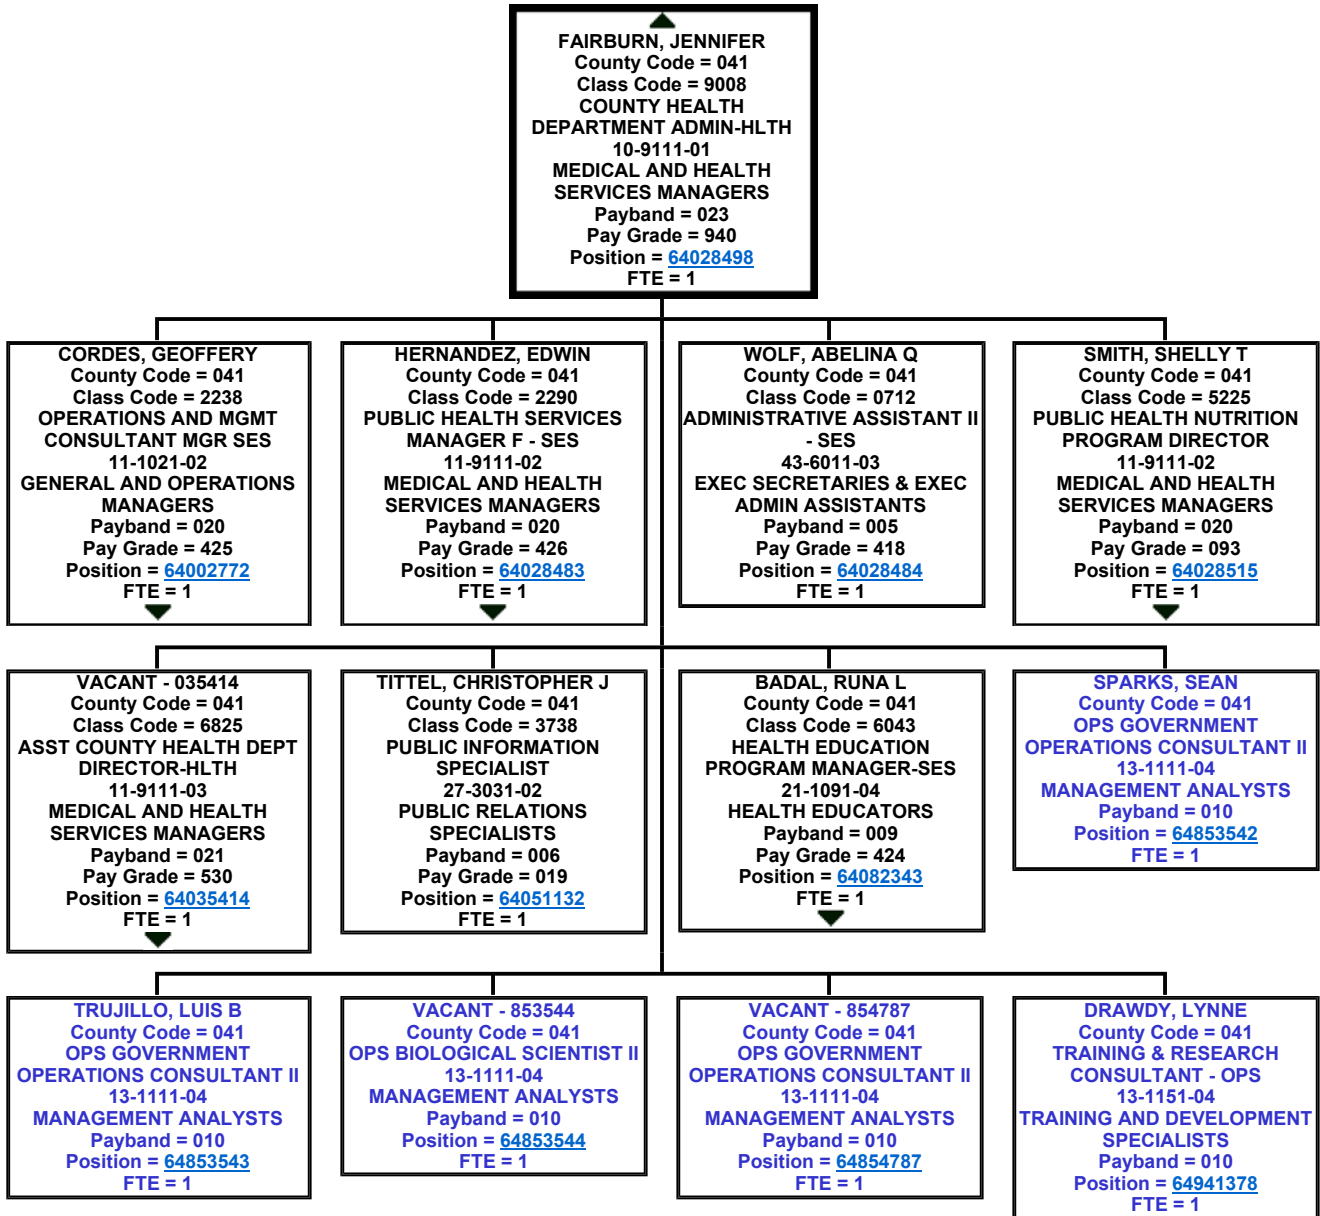 FAIRBURN, JENNIFER
County Code = 041
Class Code = 9008
COUNTY HEALTH
DEPARTMENT ADMIN-HLTH
10-9111-01
MEDICAL AND HEALTH
SERVICES MANAGERS
Payband = 023
Pay Grade = 940
Position = 64028498
FTE = 1
CORDES, GEOFFERY
County Code = 041
Class Code = 2238
OPERATIONS AND MGMT
CONSULTANT MGR SES
11-1021-02
GENERAL AND OPERATIONS
MANAGERS
Payband = 020
Pay Grade = 425
Position = 64002772
FTE = 1
HERNANDEZ, EDWIN
County Code = 041
Class Code = 2290
PUBLIC HEALTH SERVICES
MANAGER F - SES
11-9111-02
MEDICAL AND HEALTH
SERVICES MANAGERS
Payband = 020
Pay Grade = 426
Position = 64028483
FTE = 1
WOLF, ABELINA Q
County Code = 041
Class Code = 0712
ADMINISTRATIVE ASSISTANT II
- SES
43-6011-03
EXEC SECRETARIES & EXEC
ADMIN ASSISTANTS
Payband = 005
Pay Grade = 418
Position = 64028484
FTE = 1
SMITH, SHELLY T
County Code = 041
Class Code = 5225
PUBLIC HEALTH NUTRITION
PROGRAM DIRECTOR
11-9111-02
MEDICAL AND HEALTH
SERVICES MANAGERS
Payband = 020
Pay Grade = 093
Position = 64028515
FTE = 1
VACANT - 035414
County Code = 041
Class Code = 6825
ASST COUNTY HEALTH DEPT
DIRECTOR-HLTH
11-9111-03
MEDICAL AND HEALTH
SERVICES MANAGERS
Payband = 021
Pay Grade = 530
Position = 64035414
FTE = 1
TITTEL, CHRISTOPHER J
County Code = 041
Class Code = 3738
PUBLIC INFORMATION
SPECIALIST
27-3031-02
PUBLIC RELATIONS
SPECIALISTS
Payband = 006
Pay Grade = 019
Position = 64051132
FTE = 1
BADAL, RUNA L
County Code = 041
Class Code = 6043
HEALTH EDUCATION
PROGRAM MANAGER-SES
21-1091-04
HEALTH EDUCATORS
Payband = 009
Pay Grade = 424
Position = 64082343
FTE = 1
SPARKS, SEAN
County Code = 041
OPS GOVERNMENT
OPERATIONS CONSULTANT II
13-1111-04
MANAGEMENT ANALYSTS
Payband = 010
Position = 64853542
FTE = 1
TRUJILLO, LUIS B
County Code = 041
OPS GOVERNMENT
OPERATIONS CONSULTANT II
13-1111-04
MANAGEMENT ANALYSTS
Payband = 010
Position = 64853543
FTE = 1
VACANT - 853544
County Code = 041
OPS BIOLOGICAL SCIENTIST II
13-1111-04
MANAGEMENT ANALYSTS
Payband = 010
Position = 64853544
FTE = 1
VACANT - 854787
County Code = 041
OPS GOVERNMENT
OPERATIONS CONSULTANT II
13-1111-04
MANAGEMENT ANALYSTS
Payband = 010
Position = 64854787
FTE = 1
DRAWDY, LYNNE
County Code = 041
TRAINING & RESEARCH
CONSULTANT - OPS
13-1151-04
TRAINING AND DEVELOPMENT
SPECIALISTS
Payband = 010
Position = 64941378
FTE = 1